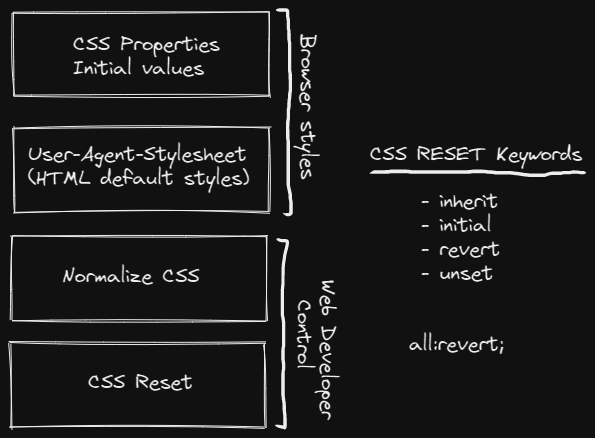 CSS Properties
Initial values
User-Agent-Stylesheet
(HTML default styles)
Browser styles
Normalize CSS
CSS Reset
Web Developer
Control
CSS RESET Keywords
- inherit
- initial
- revert
- unset
all:revert;